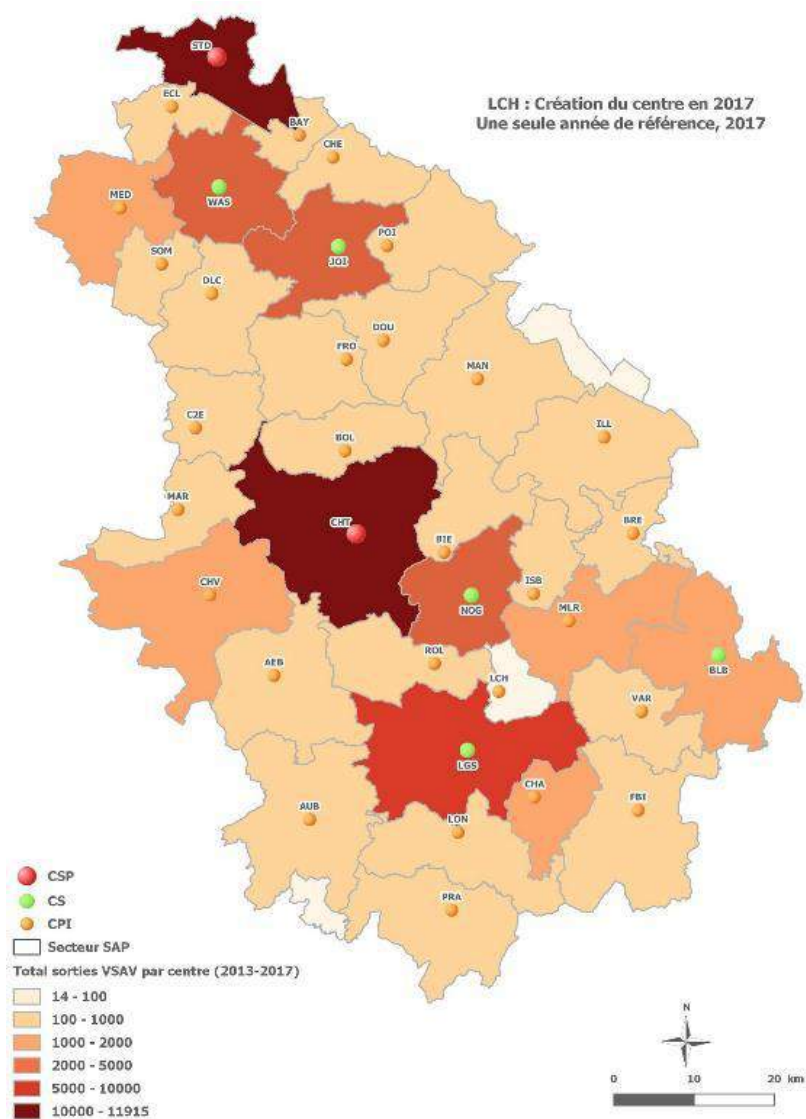 STD
LCH : Création du centre en 2017
Une seule année de référence, 2017
ECL
BAY
CHE
MED
WAS
POI
SOM
JOI
DLC
DOU
FRO
MAN
C2E
BOL
ILL
MAR
CHT
BRE
BIE
CHV
NOG
ISB
MLR
ROL
AEB
LCH
BLB
VAR
LGS
CHA
FBI
AUB
LON
PRA
CSP
CS
CPI
Secteur SAP
Total sorties VSAV par centre (2013-2017)
14 - 100
100 - 1000
1000 - 2000
2000 - 5000
5000 - 10000
10000 - 11915
N
0 10 20 km